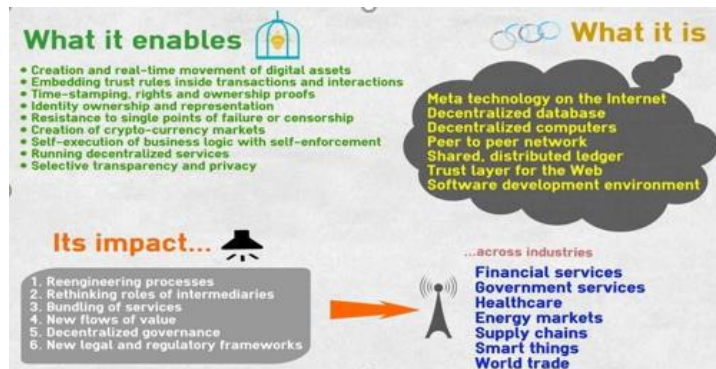 What it enables
• Creation and real-time movement of digital assets
• Embedding trust rules inside transactions and interactions
• Time-stamping, rights and ownership proofs
• Identity ownership and representation
• Resistance to single points of failure or censorship
• Creation of crypto-currency markets
• Self-execution of business logic with self-enforcement
• Running decentralized services
• Selective transparency and privacy
What it is
Meta technology on the Internet
Decentralized database
Decentralized computers
Peer to peer network
Shared, distributed ledger
Trust layer for the Web
Software development environment
Its impact...
1. Reengineering processes
2. Rethinking roles of intermediaries
3. Bundling of services
4. New flows of value
5. Decentralized governance
6. New legal and regulatory frameworks
...across industries
Financial services
Government services
Healthcare
Energy markets
Supply chains
Smart things
World trade